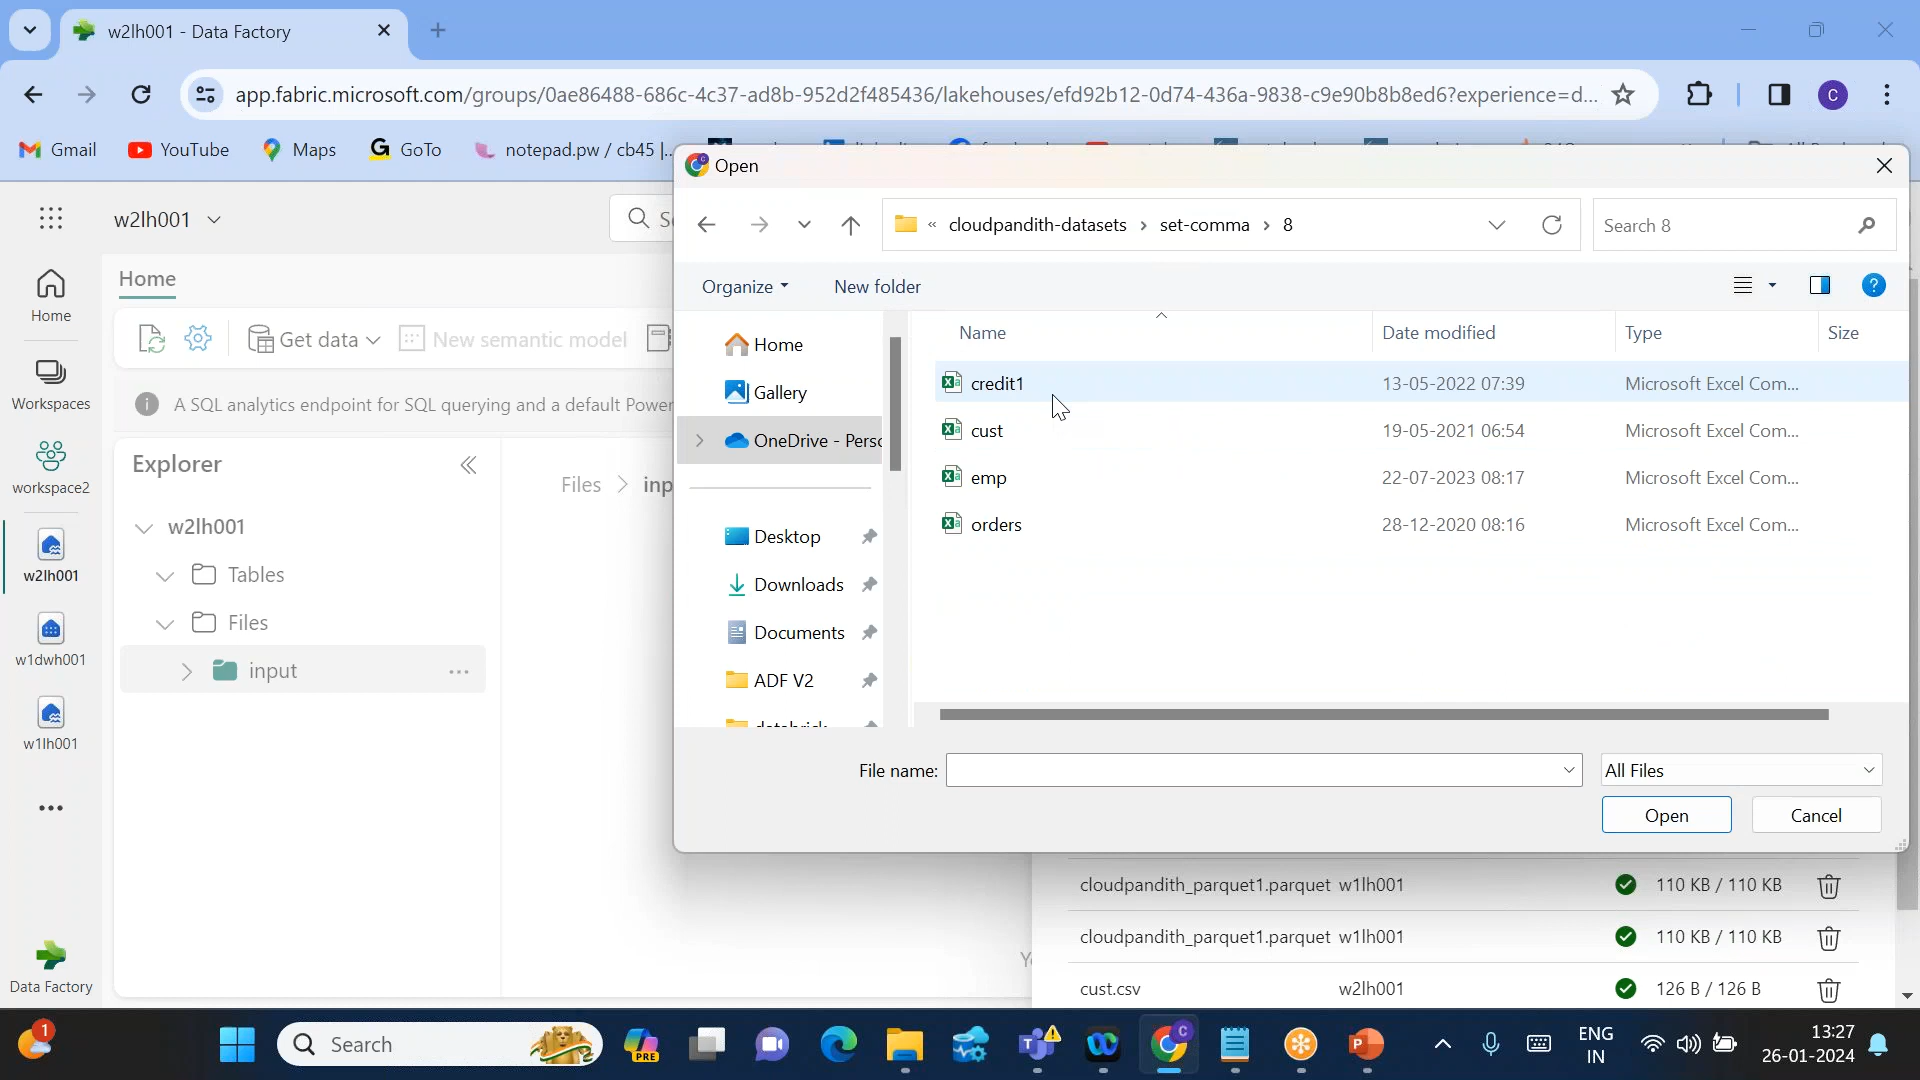 w2lh001 - Data Factory
app.fabric.microsoft.com/groups/0ae86488-686c-4c37-ad8b-952d2f485436/lakehouses/efd92b12-0d74-436a-9838-c9e90b8b8ed6?experience=d...
C
Gmail
YouTube
Maps
GoTo
notepad.pw / cb45 |...
Open
w2lh001
cloudpandith-datasets > set-comma > 8
Search 8
Home
Organize
New folder
Home
Get data
New semantic model
Name
Date modified
Type
Size
Home
Gallery
OneDrive - Perso
Desktop
Downloads
Documents
ADF V2
credit1
13-05-2022 07:39
Microsoft Excel Com...
cust
19-05-2021 06:54
Microsoft Excel Com...
emp
22-07-2023 08:17
Microsoft Excel Com...
orders
28-12-2020 08:16
Microsoft Excel Com...
File name:
All Files
Open
Cancel
Workspaces
workspace2
w2lh001
w1dwh001
w1lh001
Data Factory
A SQL analytics endpoint for SQL querying and a default Power
Explorer
w2lh001
Tables
Files
input
Files > inp
cloudpandith_parquet1.parquet w1lh001
110 KB / 110 KB
cloudpandith_parquet1.parquet w1lh001
110 KB / 110 KB
cust.csv
w2lh001
126 B / 126 B
1
Search
PRE
C
P
ENG
IN
13:27
26-01-2024